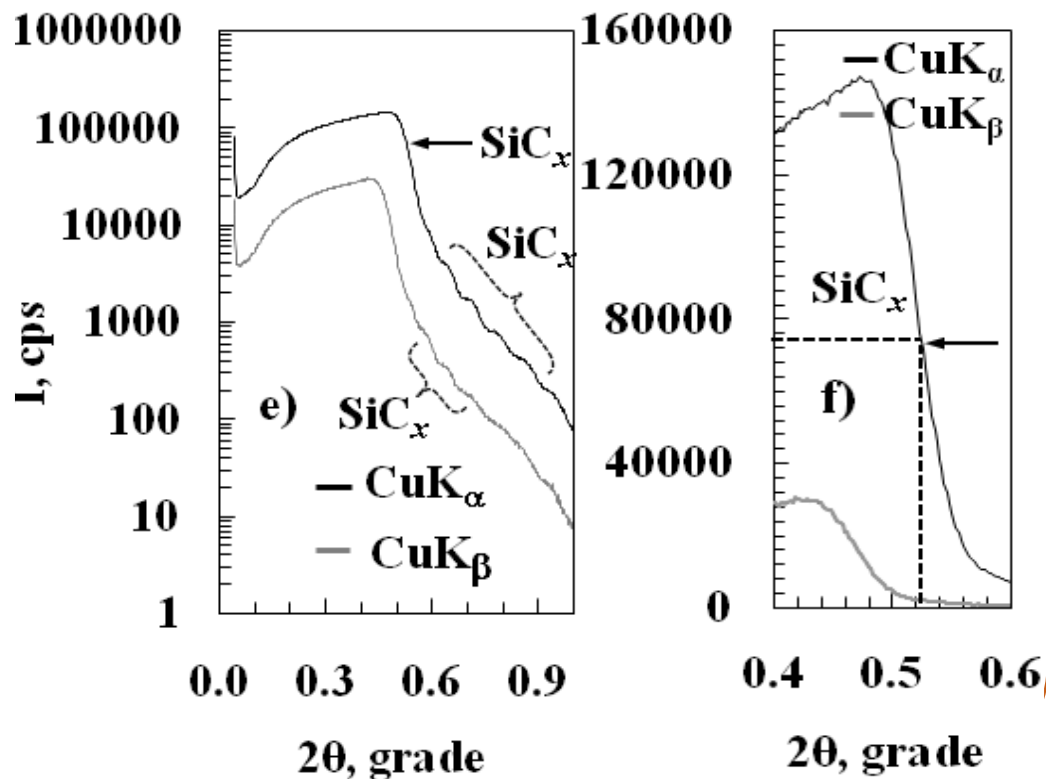 1000000
100000
10000
1000
100
10
1
I, cps
SiCx
SiCx
SiCx
e)
CuKα
CuKβ
0.0 0.3 0.6 0.9
2θ, grade
160000
120000
80000
40000
0
CuKα
CuKβ
SiCx
f)
0.4 0.5 0.6
2θ, grade